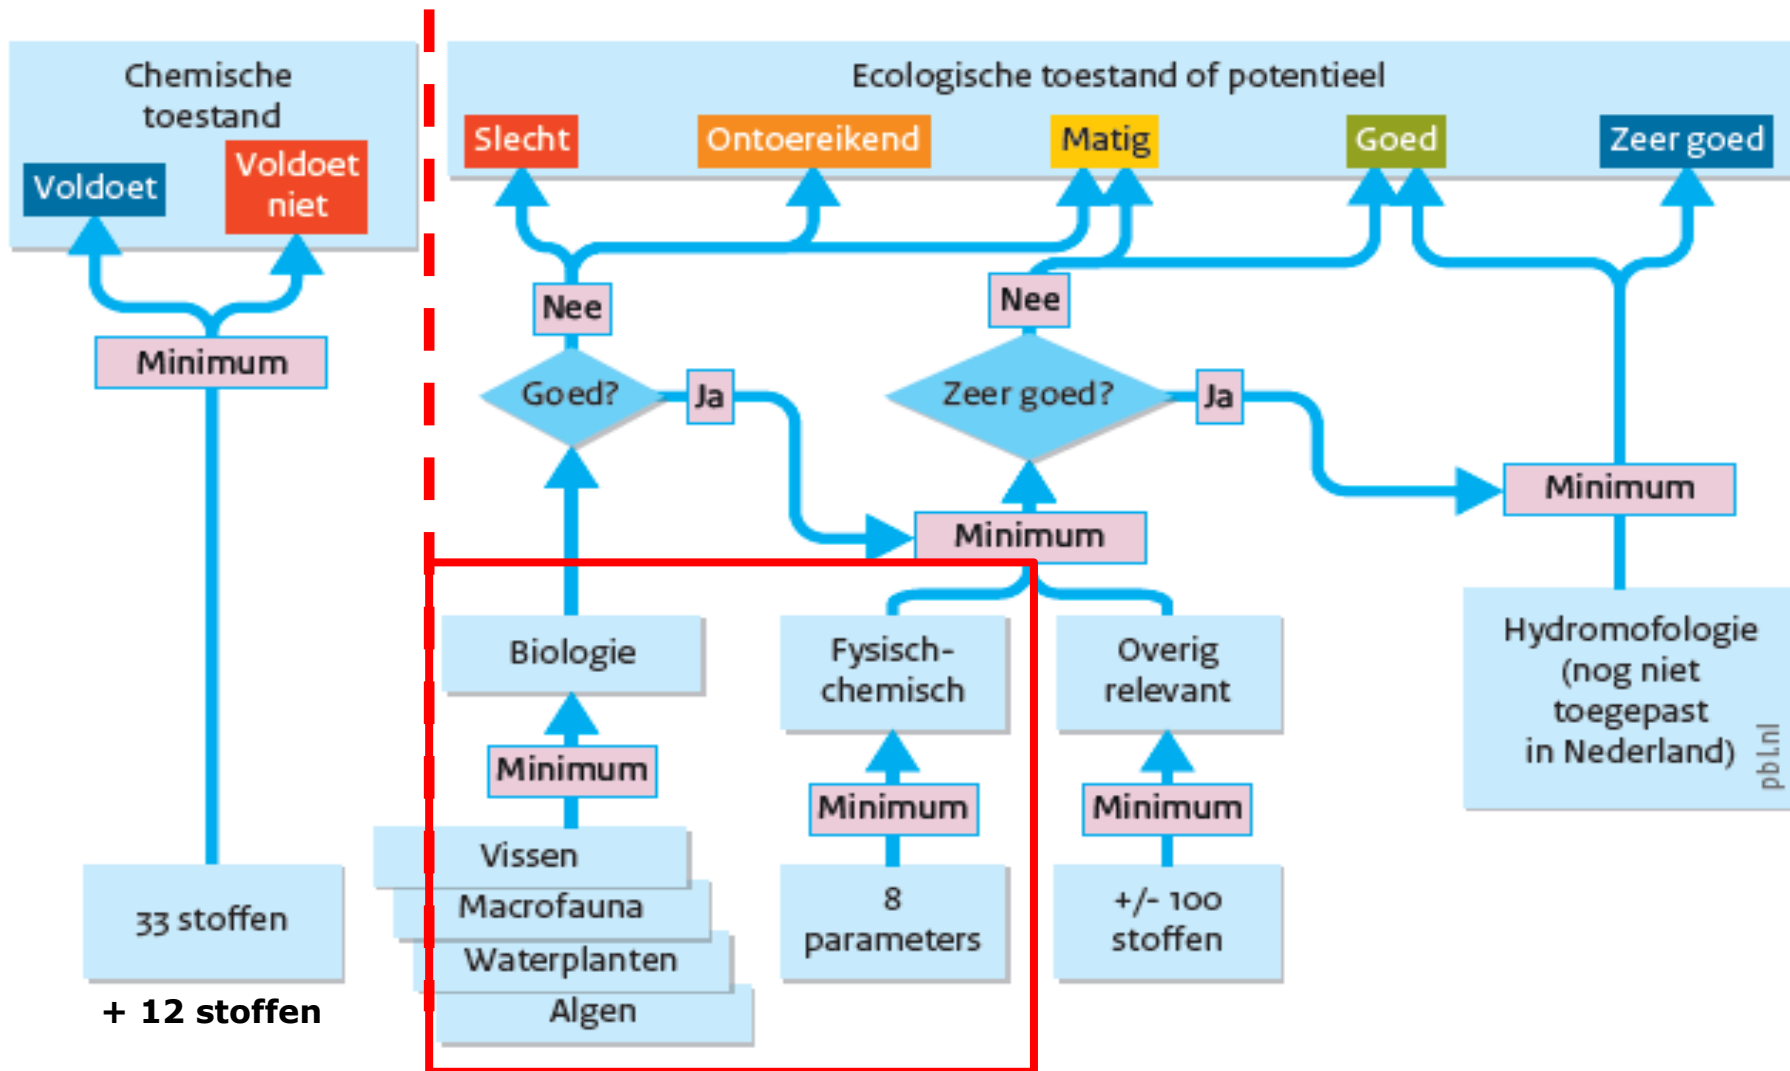 Chemische
toestand
Voldoet
Voldoet
niet
Minimum
33 stoffen
+ 12 stoffen
Ecologische toestand of potentieel
Slecht
Ontoereikend
Matig
Goed
Zeer goed
Nee
Nee
Goed?
Ja
Zeer goed?
Ja
Minimum
Minimum
Biologie
Minimum
Vissen
Macrofauna
Waterplanten
Algen
Fysisch-
chemisch
Minimum
8
parameters
Overig
relevant
Minimum
+/- 100
stoffen
Hydromofologie
(nog niet
toegepast
in Nederland)
pbl.nl